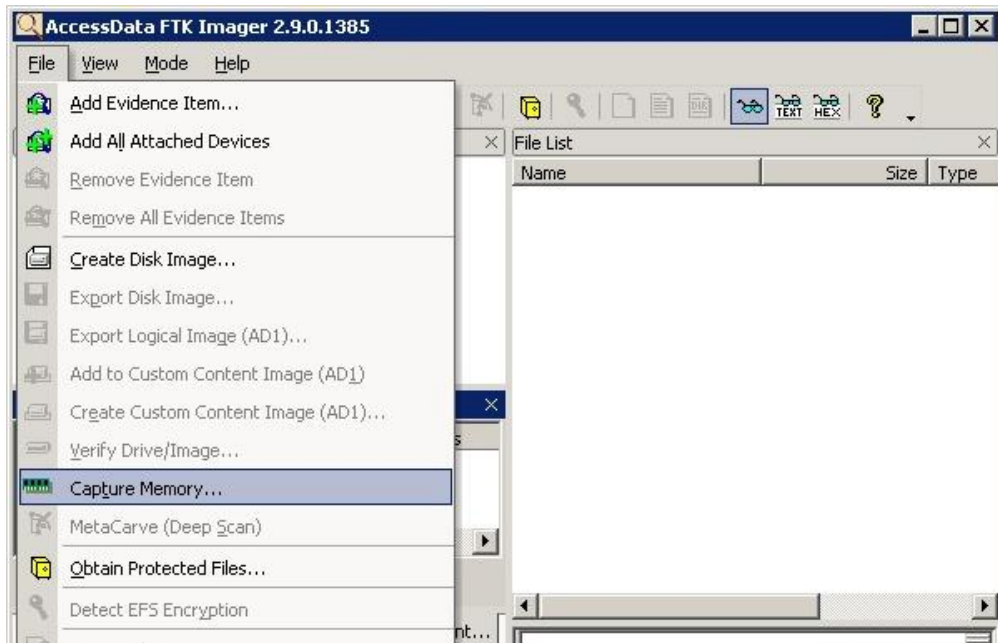 AccessData FTK Imager 2.9.0.1385
File View Mode Help
TEXT HEX
Add Evidence Item...
Add All Attached Devices
Remove Evidence Item
Remove All Evidence Items
Create Disk Image...
Export Disk Image...
Export Logical Image (AD1)...
Add to Custom Content Image (AD1)
Create Custom Content Image (AD1)...
Verify Drive/Image...
Capture Memory...
MetaCarve (Deep Scan)
Obtain Protected Files...
Detect EFS Encryption
File List
Name Size Type
s
nt...